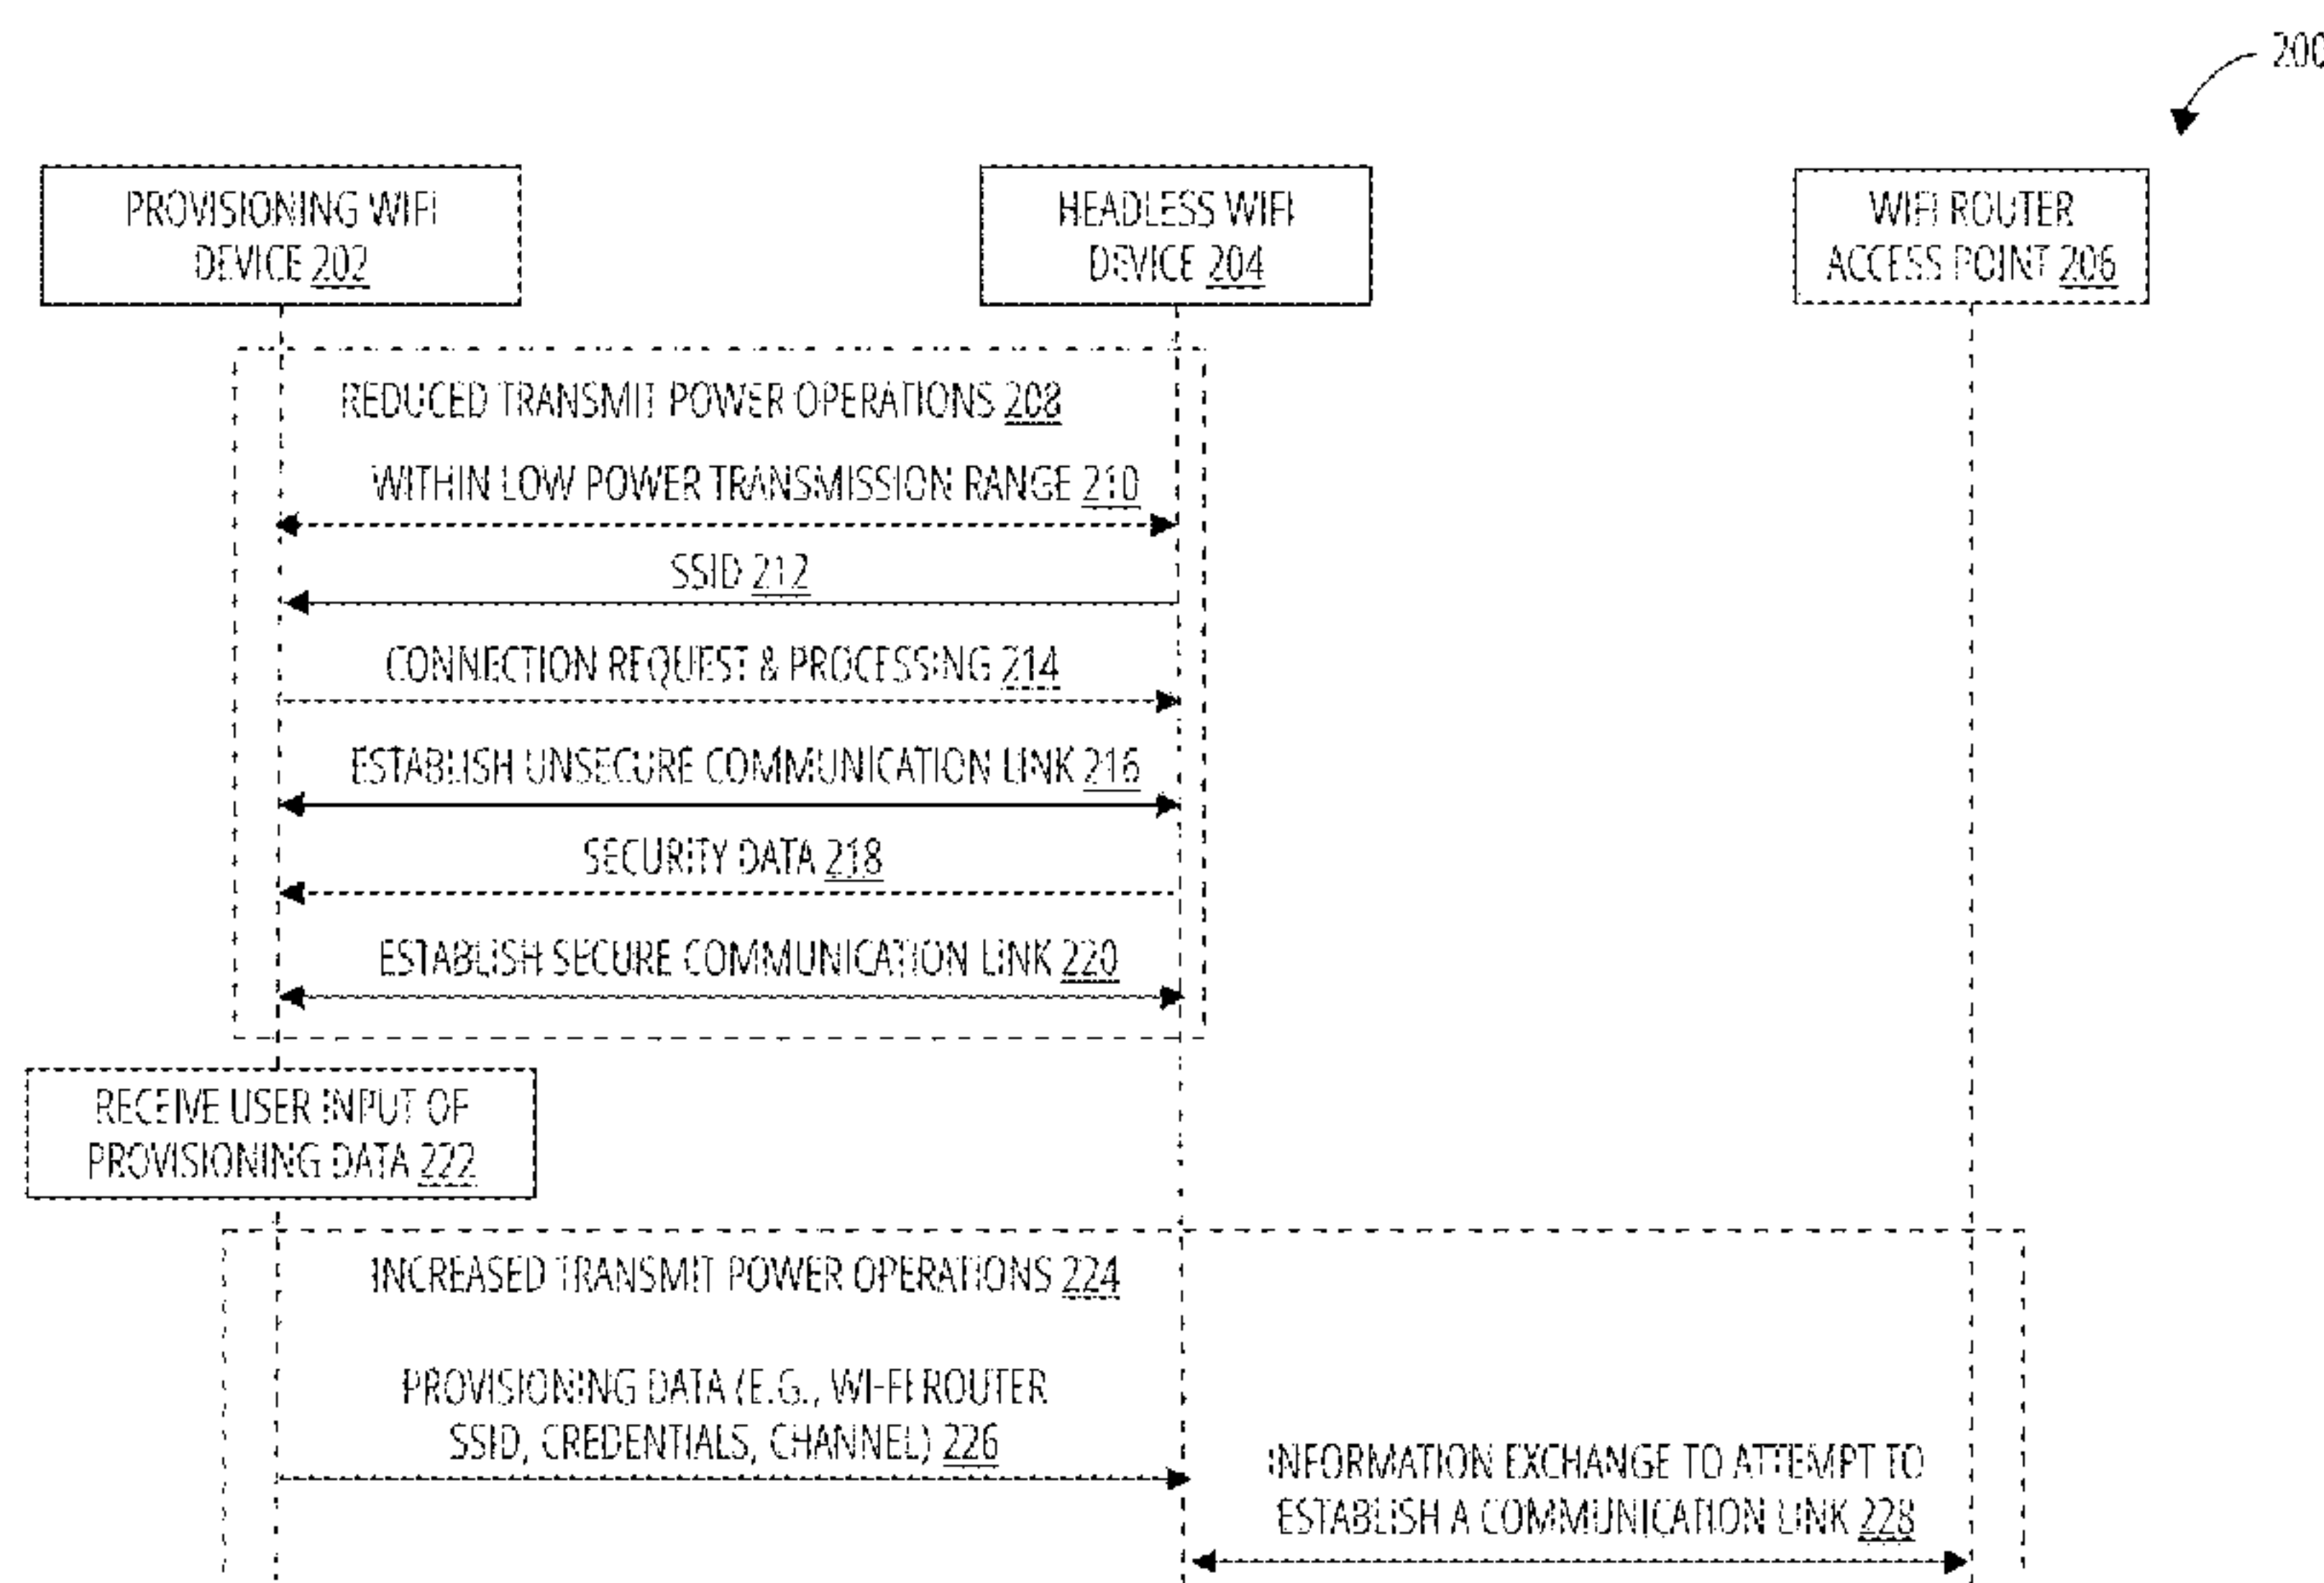 200
PROVISIONING WIFI
DEVICE 202
HEADLESS WIFI
DEVICE 204
WIFI ROUTER
ACCESS POINT 206
REDUCED TRANSMIT POWER OPERATIONS 208
WITHIN LOW POWER TRANSMISSION RANGE 210
SSID 212
CONNECTION REQUEST & PROCESSING 214
ESTABLISH UNSECURE COMMUNICATION LINK 216
SECURITY DATA 218
ESTABLISH SECURE COMMUNICATION LINK 220
RECEIVE USER INPUT OF
PROVISIONING DATA 222
INCREASED TRANSMIT POWER OPERATIONS 224
PROVISIONING DATA (E.G., WI-FI ROUTER
SSID, CREDENTIALS, CHANNEL) 226
INFORMATION EXCHANGE TO ATTEMPT TO
ESTABLISH A COMMUNICATION LINK 228